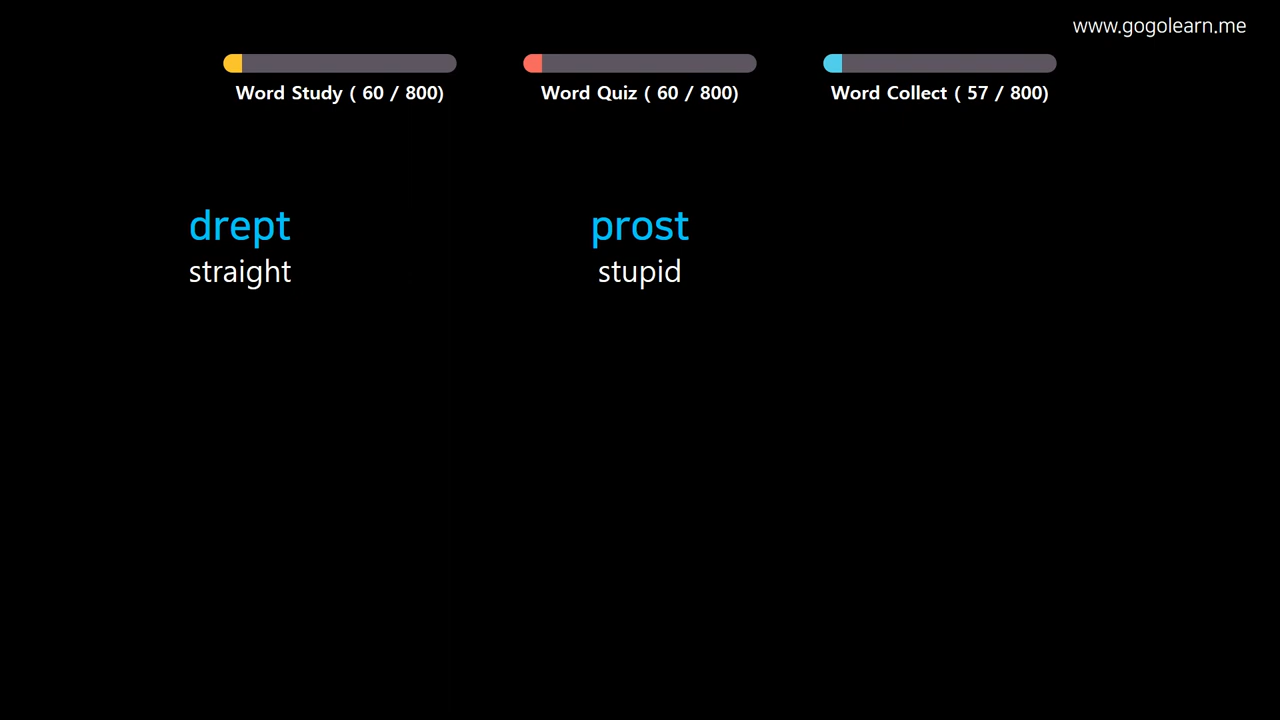 www.gogolearn.me
Word Study ( 60 / 800)
Word Quiz ( 60 / 800)
Word Collect ( 57 / 800)
drept
straight
prost
stupid